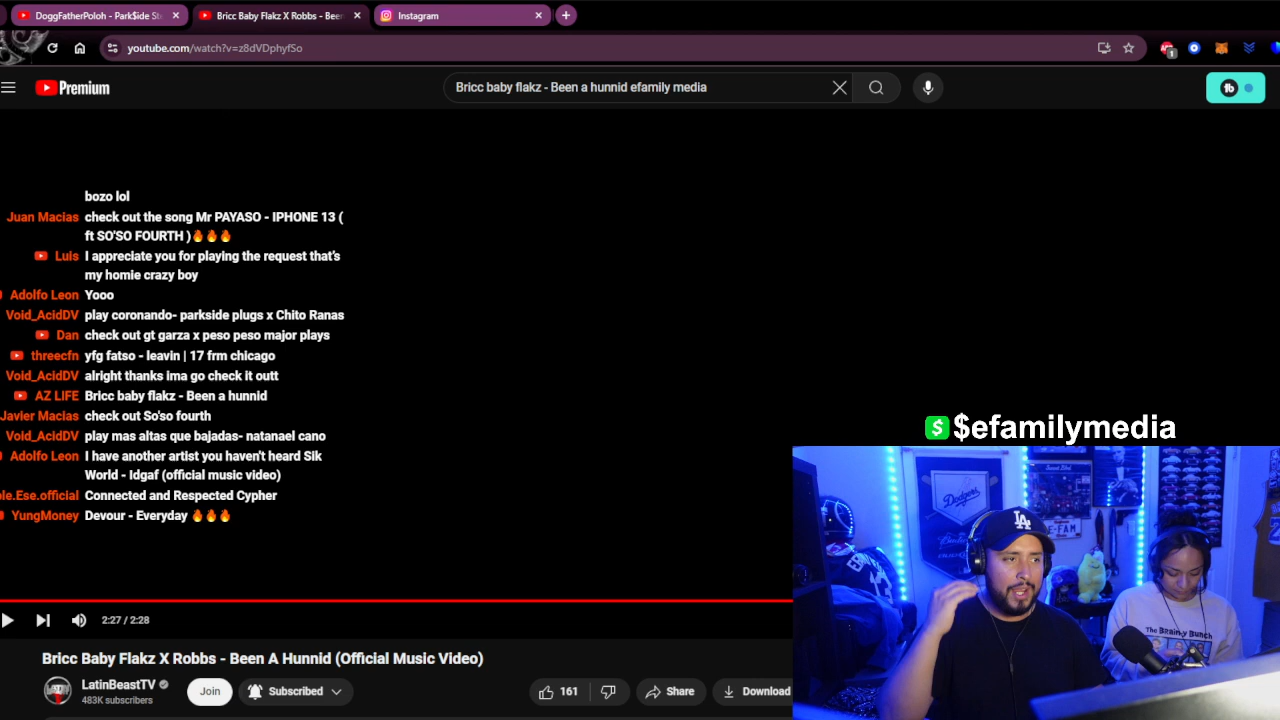 DoggFatherPoloh - Park$ide St
Bricc Baby Flakz X Robbs - Been
Instagram
youtube.com/watch?v=z8dVDphyfSo
1
Premium
Bricc baby flakz - Been a hunnid efamily media
bozo lol
Juan Macias check out the song Mr PAYASO - IPHONE 13 (
ft SO'SO FOURTH )🔥🔥🔥
Luis I appreciate you for playing the request that's
my homie crazy boy
Adolfo Leon Yooo
Void_AcidDV play coronando- parkside plugs x Chito Ranas
Dan check out gt garza x peso peso major plays
threecfn yfg fatso - leavin | 17 frm chicago
Void_AcidDV alright thanks ima go check it outt
AZ LIFE Bricc baby flakz - Been a hunnid
Javier Macias check out So'so fourth
Void_AcidDV play mas altas que bajadas- natanael cano
Adolfo Leon I have another artist you haven't heard Sik
World - Idgaf (official music video)
le.Ese.official Connected and Respected Cypher
YungMoney Devour - Everyday 🔥🔥🔥
$efamilymedia
Dodgers
LA
E-FAM
The Brainy Bunch
2:27 / 2:28
Bricc Baby Flakz X Robbs - Been A Hunnid (Official Music Video)
LatinBeastTV
483K subscribers
Join
Subscribed
161
Share
Download